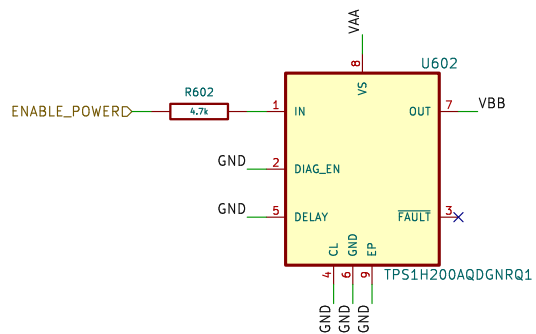 VAA
U602
8
VS
R602
ENABLE_POWER
4.7k
1
IN
OUT
7
VBB
GND
2
DIAG_EN
GND
5
DELAY
FAULT
3
CL
GND
EP
4
6
9
TPS1H200AQDGNRQ1
GND
GND
GND